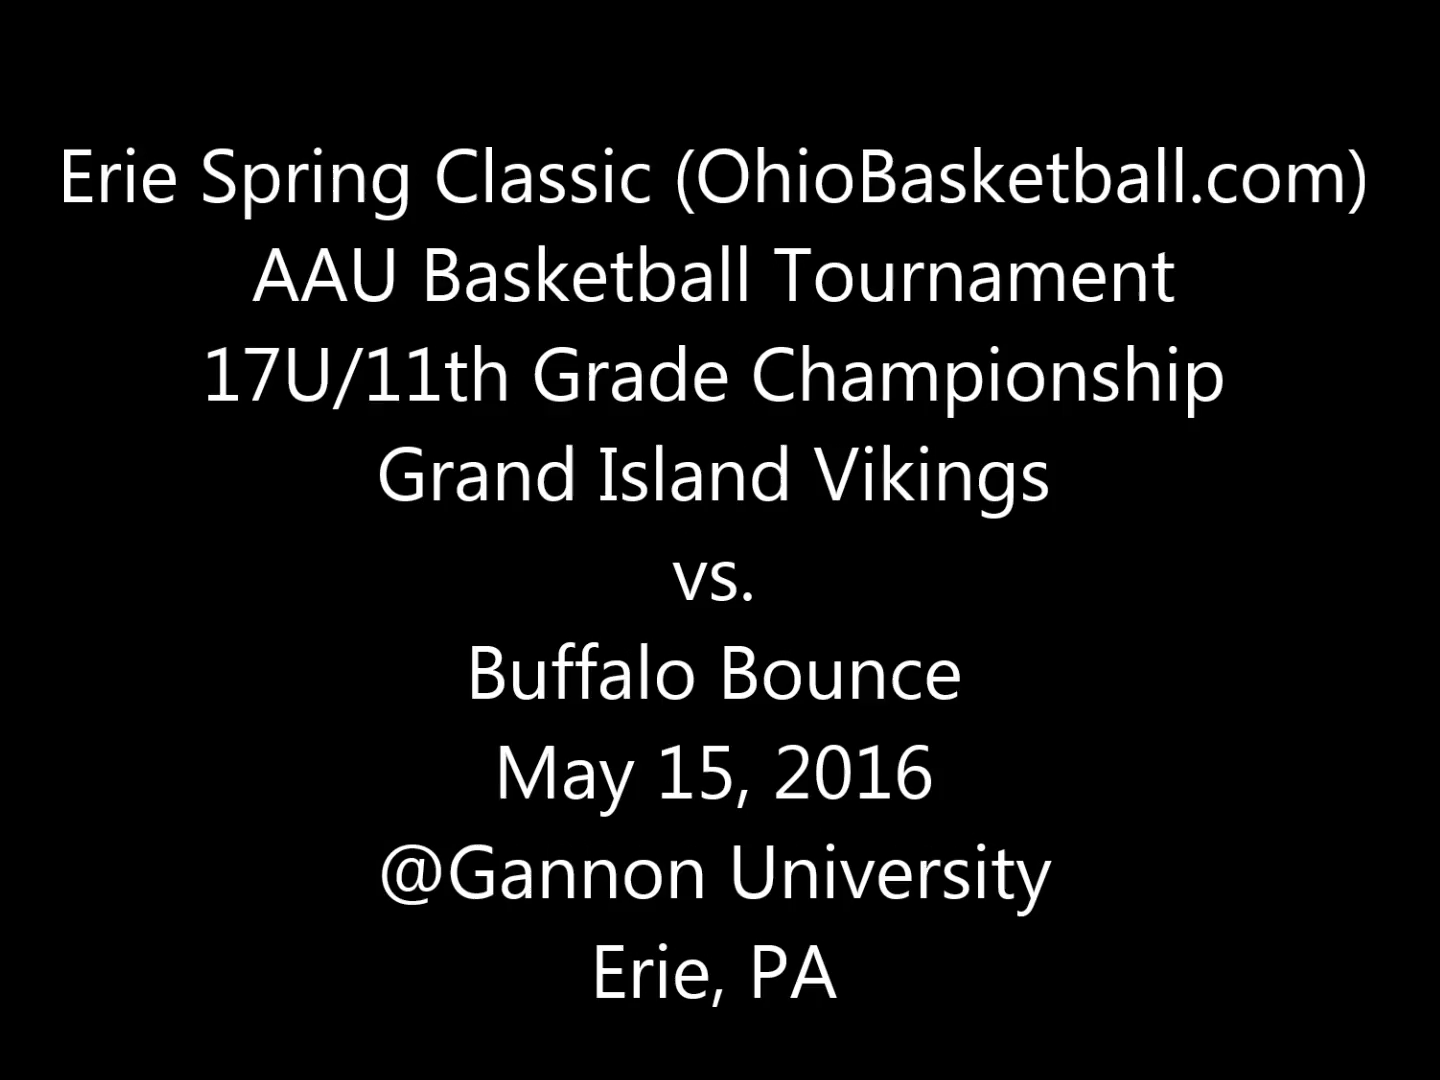 Erie Spring Classic (OhioBasketball.com)
AAU Basketball Tournament
17U/11th Grade Championship
Grand Island Vikings
vs.
Buffalo Bounce
May 15, 2016
@Gannon University
Erie, PA